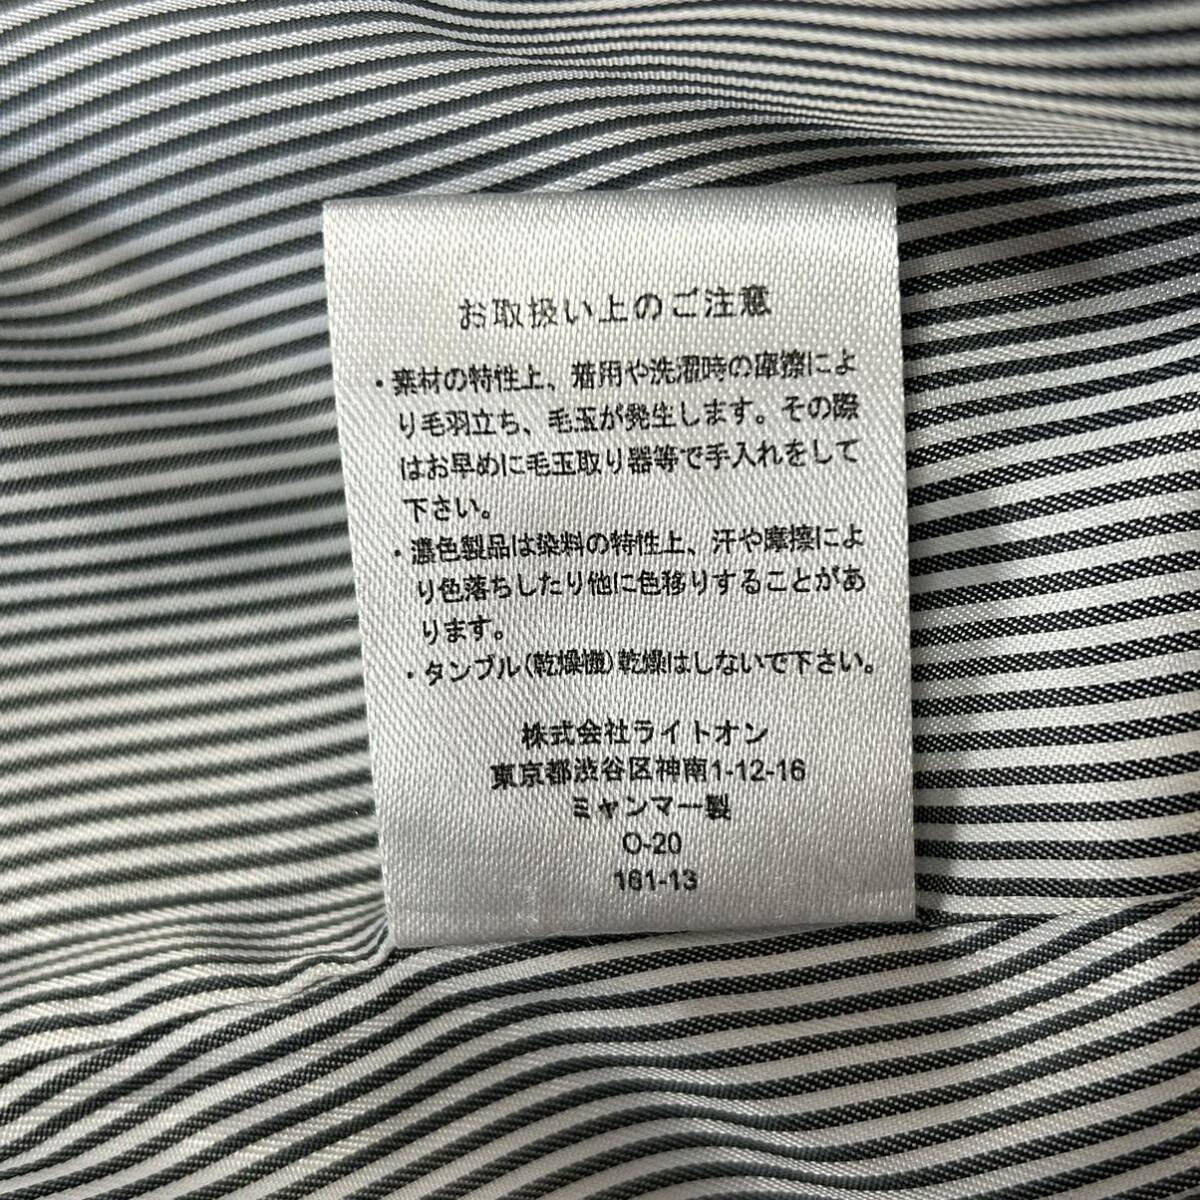 お取扱い上のご注意
・素材の特性上、着用や洗濯時の摩擦によ
り毛羽立ち、毛玉が発生します。その際
はお早めに毛玉取り器等で手入れをして
下さい。
・濃色製品は染料の特性上、汗や摩擦によ
り色落ちしたり他に色移りすることがあ
ります。
・タンブル(乾燥機)乾燥はしないで下さい。
株式会社ライトオン
東京都渋谷区神南1-12-16
ミャンマー製
O-20
161-13